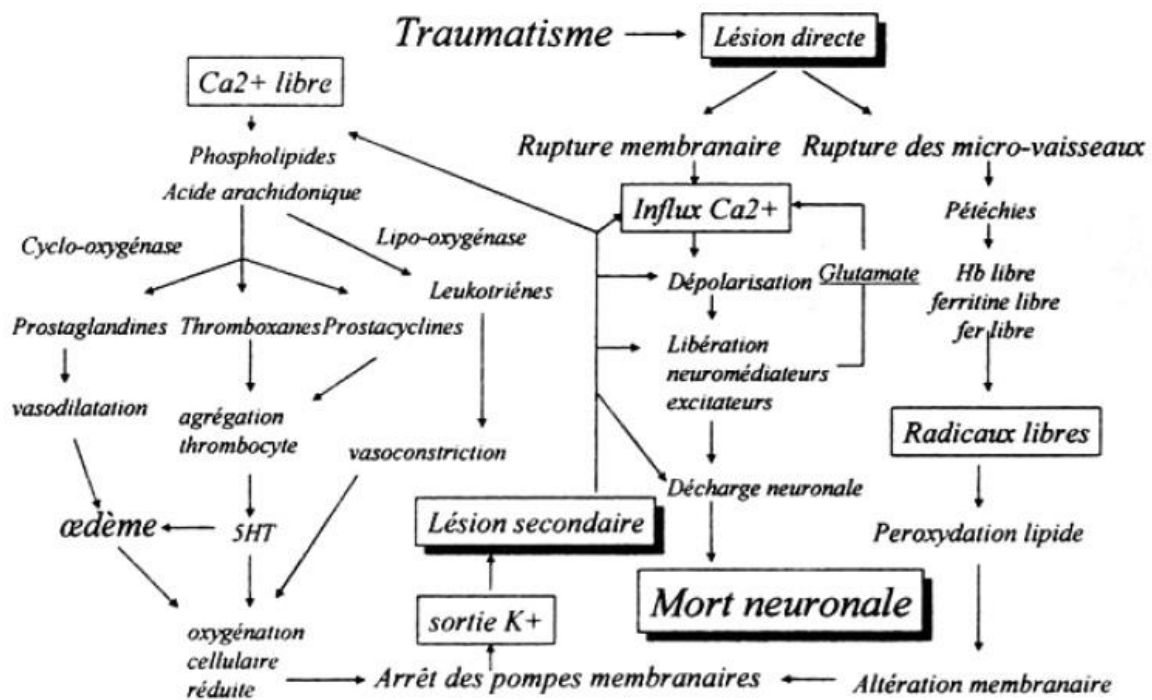 Traumatisme
Lésion directe
Ca2+ libre
Phospholipides
Acide arachidonique
Rupture membranaire
Rupture des micro-vaisseaux
Influx Ca2+
Pétéchies
Cyclo-oxygénase
Lipo-oxygénase
Leukotriénes
Dépolarisation
Glutamate
Hb libre
ferritine libre
fer libre
Prostaglandines
Thromboxanes
Prostacyclines
Libération
neuromédiateurs
excitateurs
vasodilatation
agrégation
thrombocyte
vasoconstriction
Radicaux libres
Décharge neuronale
Lésion secondaire
œdème
5HT
Peroxydation lipide
Mort neuronale
sortie K+
oxygénation
cellulaire
réduite
Arrêt des pompes membranaires
Altération membranaire